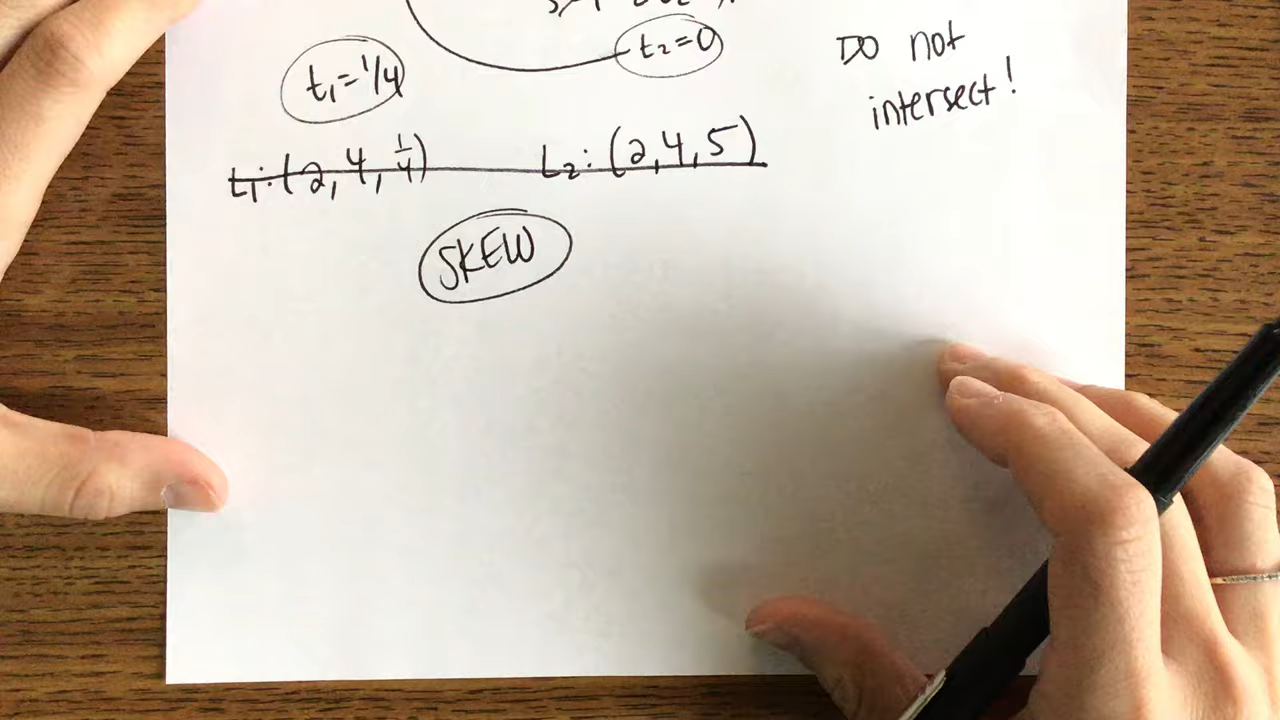 t₁=1/4
t₂=0
DO not
intersect!
L₁:(2,4,1/4)
L₂:(2,4,5)
SKEW